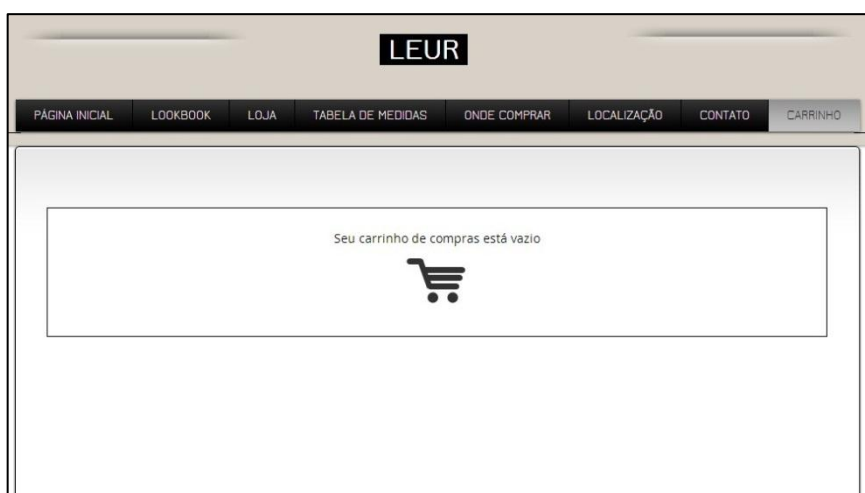 LEUR
PÁGINA INICIAL LOOKBOOK LOJA TABELA DE MEDIDAS ONDE COMPRAR LOCALIZAÇÃO CONTATO CARRINHO
Seu carrinho de compras está vazio